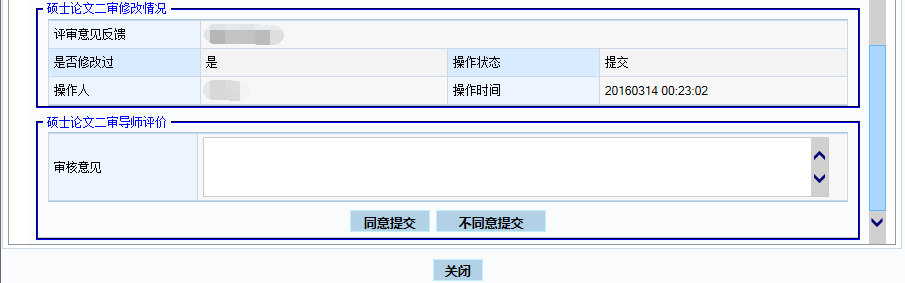 硕士论文二审修改情况
评审意见反馈
是否修改过 是 操作状态 提交
操作人 操作时间 20160314 00:23:02
硕士论文二审导师评价
审核意见
同意提交 不同意提交
关闭